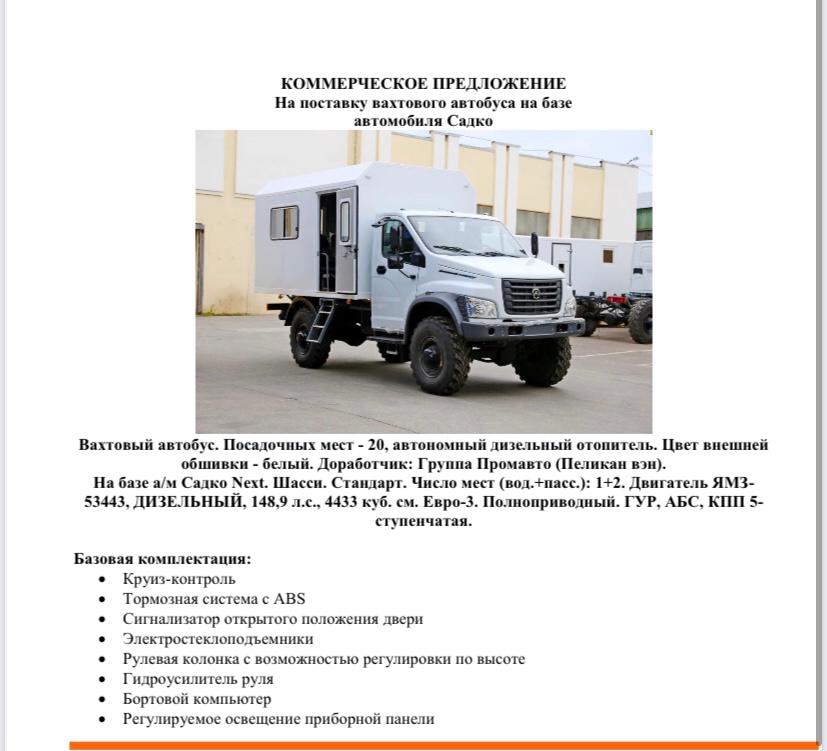 КОММЕРЧЕСКОЕ ПРЕДЛОЖЕНИЕ
На поставку вахтового автобуса на базе
автомобиля Садко
Вахтовый автобус. Посадочных мест - 20, автономный дизельный отопитель. Цвет внешней
обшивки - белый. Доработчик: Группа Промавто (Пеликан вэн).
На базе а/м Садко Next. Шасси. Стандарт. Число мест (вод.+пасс.): 1+2. Двигатель ЯМЗ-
53443, ДИЗЕЛЬНЫЙ, 148,9 л.с., 4433 куб. см. Евро-3. Полноприводный. ГУР, АБС, КПП 5-
ступенчатая.
Базовая комплектация:
• Круиз-контроль
• Тормозная система с ABS
• Сигнализатор открытого положения двери
• Электростеклоподъемники
• Рулевая колонка с возможностью регулировки по высоте
• Гидроусилитель руля
• Бортовой компьютер
• Регулируемое освещение приборной панели